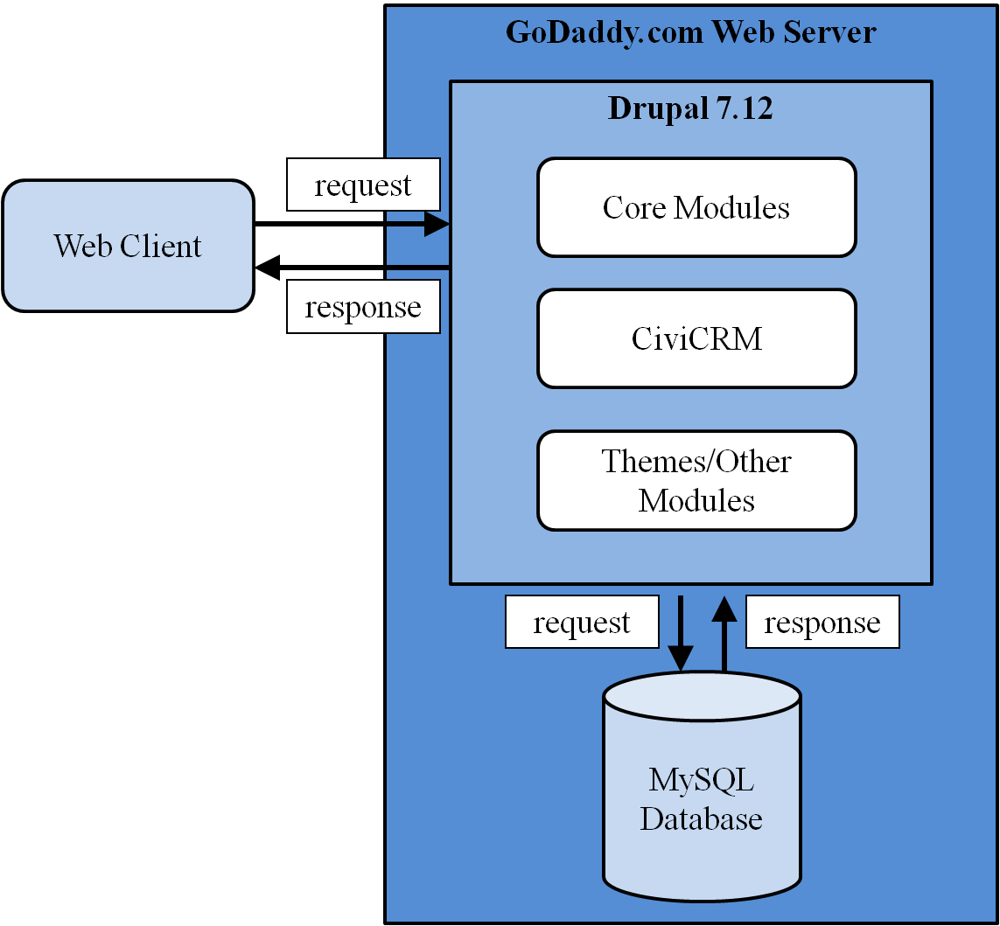 GoDaddy.com Web Server
Drupal 7.12
request
Core Modules
Web Client
response
CiviCRM
Themes/Other
Modules
request
response
MySQL
Database